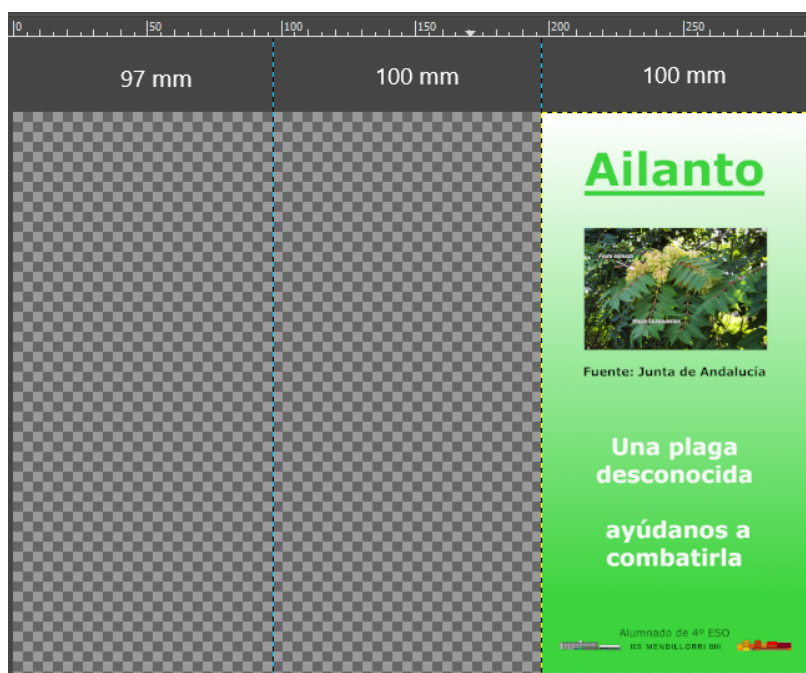 0 50 100 150 200 250
97 mm 100 mm 100 mm
Ailanto
Fuente: Junta de Andalucía
Una plaga
desconocida
ayúdanos a
combatirla
Alumnado de 4º ESO
IES MENDILLORRI BHI